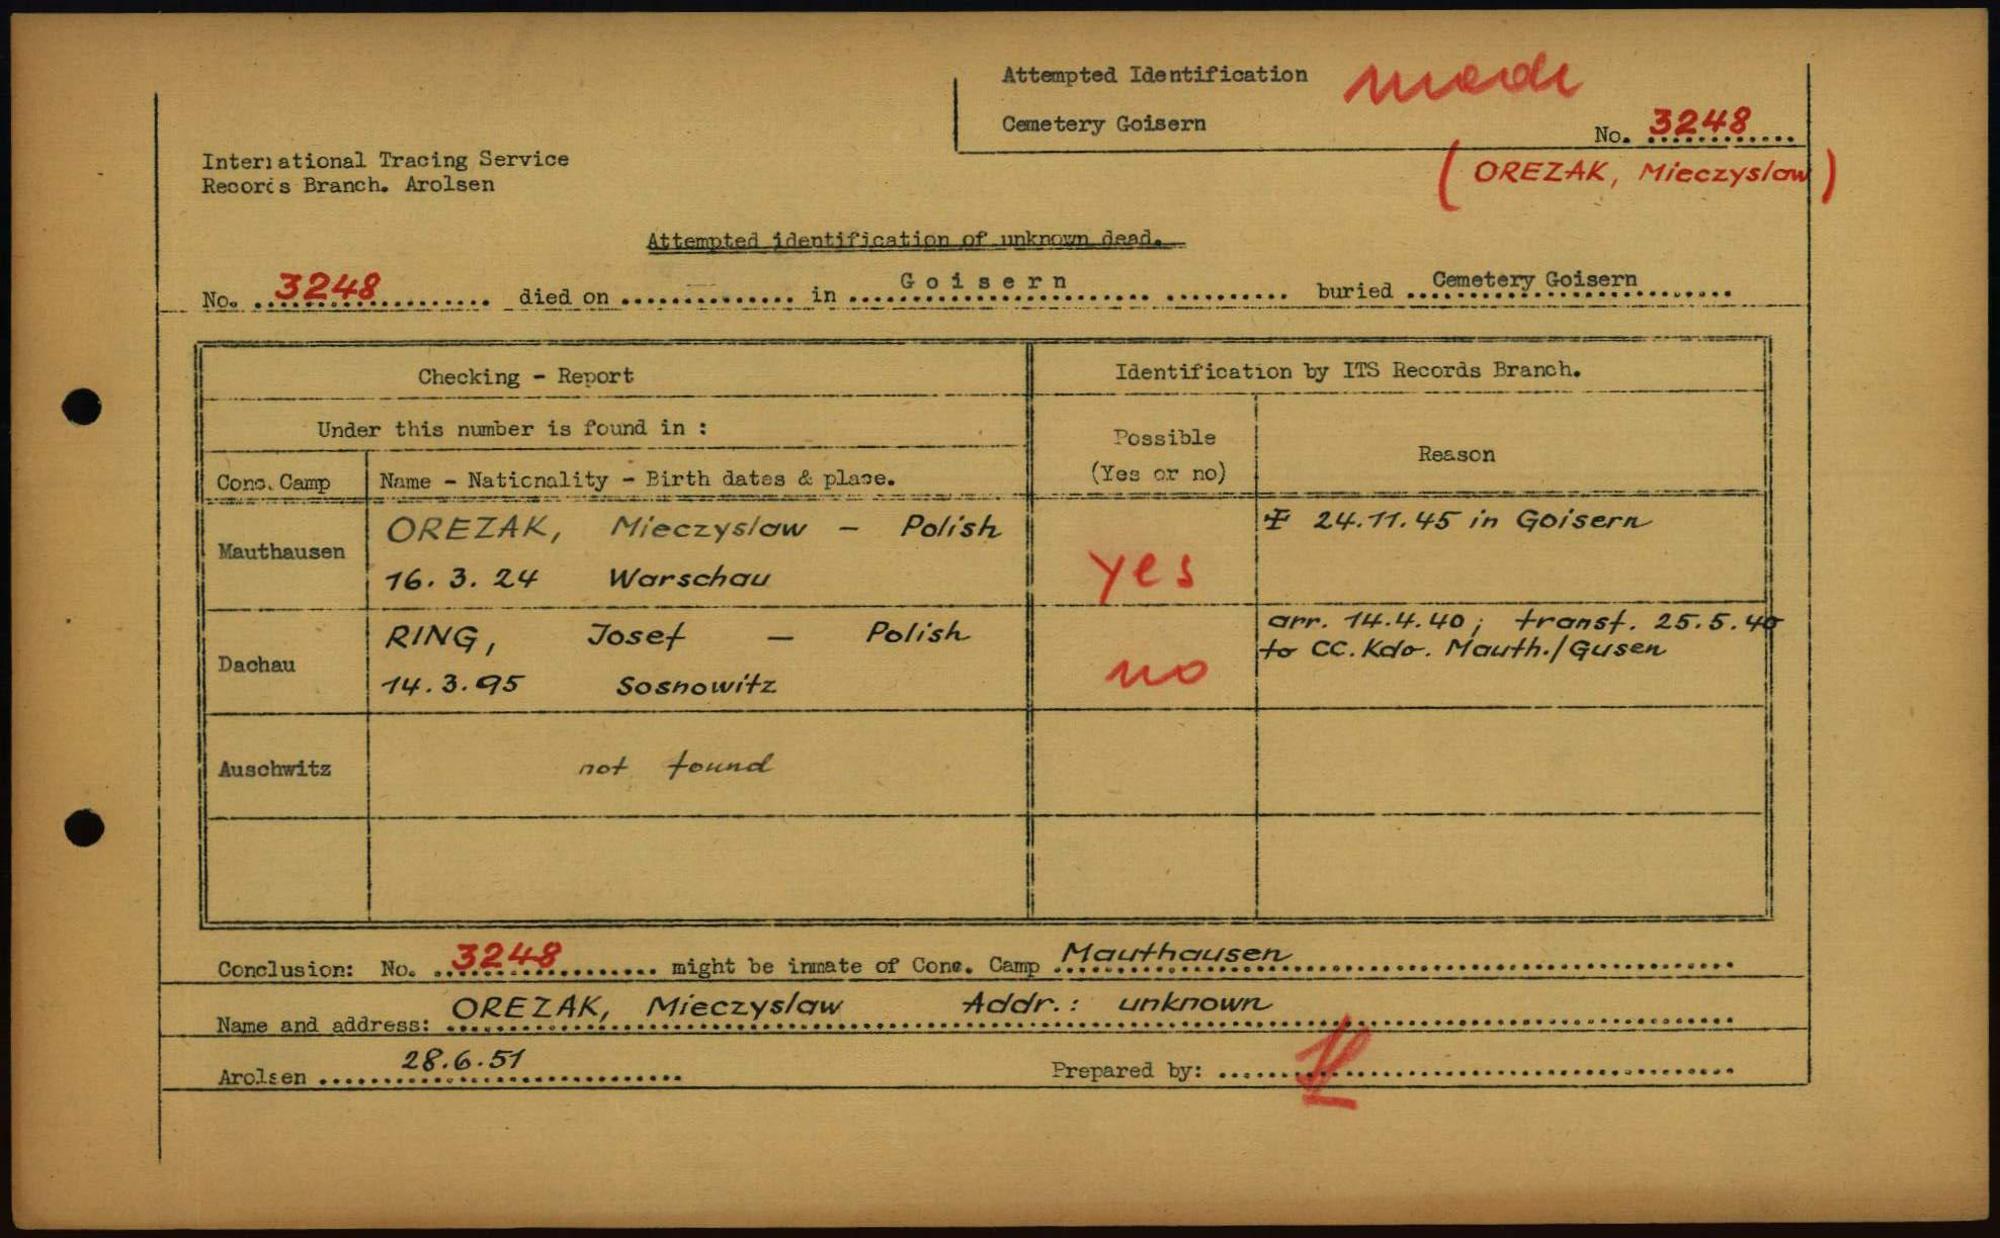 Attempted Identification made
Cemetery Goisern
No. 3248
(OREZAK, Mieczyslaw)
International Tracing Service
Records Branch. Arolsen
Attempted identification of unknown dead.
No. 3248 died on in Goisern buried Cemetery Goisern
Checking - Report
Identification by ITS Records Branch.
Under this number is found in :
Possible
(Yes or no)
Reason
Conc. Camp
Name - Nationality - Birth dates & place.
Mauthausen
OREZAK, Mieczyslaw - Polish
16. 3. 24 Warschau
yes
24.11.45 in Goisern
Dachau
RING, Josef - Polish
14.3.95 Sosnowitz
no
arr. 14.4.40; transf. 25.5.40
to CC. Kdo. Mauth./Gusen
Auschwitz
not found
Conclusion: No. 3248 might be inmate of Conc. Camp Mauthausen
Name and address: OREZAK, Mieczyslaw Addr.: unknown
Arolsen 28.6.51
Prepared by: